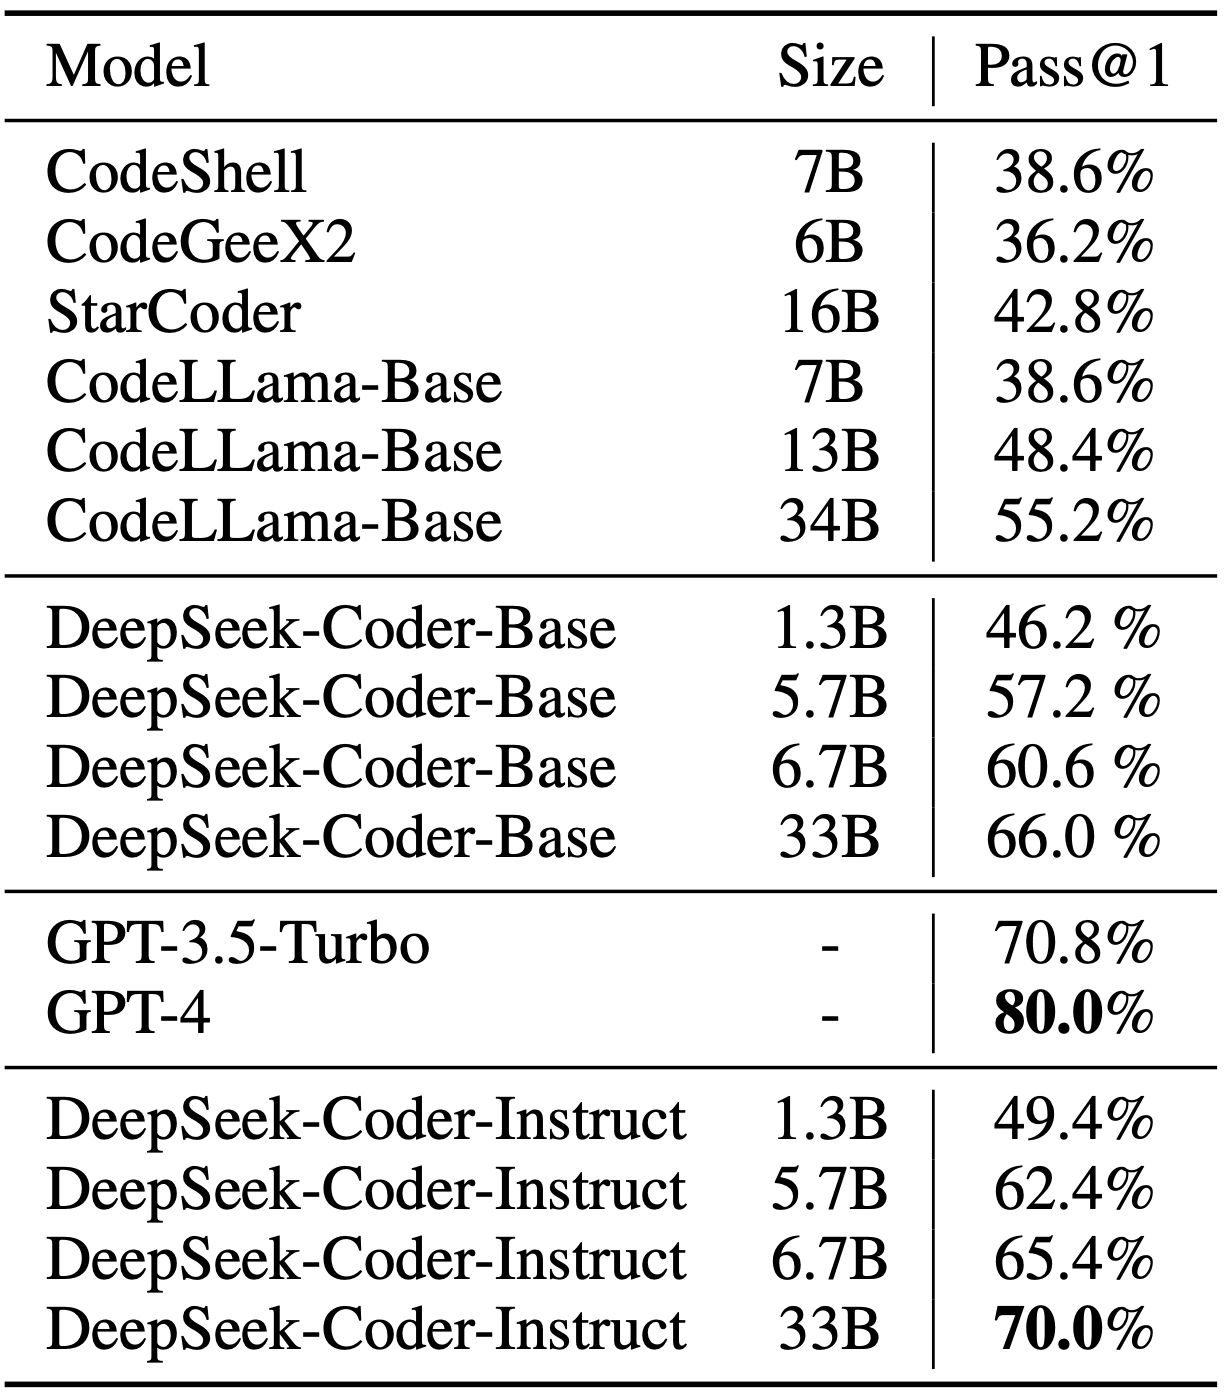 Model Size Pass@1
CodeShell 7B 38.6%
CodeGeeX2 6B 36.2%
StarCoder 16B 42.8%
CodeLLama-Base 7B 38.6%
CodeLLama-Base 13B 48.4%
CodeLLama-Base 34B 55.2%
DeepSeek-Coder-Base 1.3B 46.2 %
DeepSeek-Coder-Base 5.7B 57.2 %
DeepSeek-Coder-Base 6.7B 60.6 %
DeepSeek-Coder-Base 33B 66.0 %
GPT-3.5-Turbo - 70.8%
GPT-4 - 80.0%
DeepSeek-Coder-Instruct 1.3B 49.4%
DeepSeek-Coder-Instruct 5.7B 62.4%
DeepSeek-Coder-Instruct 6.7B 65.4%
DeepSeek-Coder-Instruct 33B 70.0%